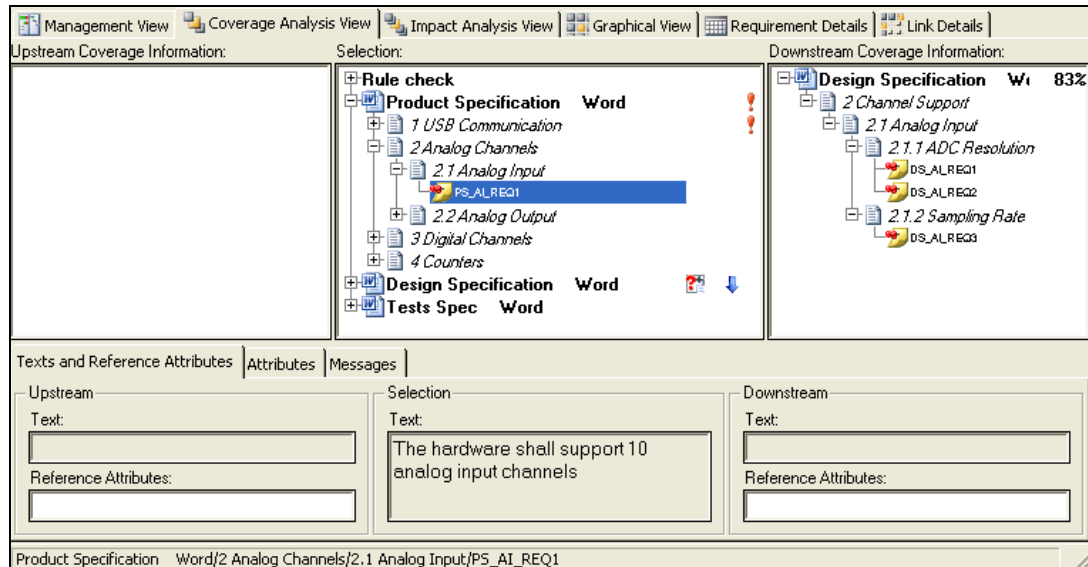 Management View Coverage Analysis View Impact Analysis View Graphical View Requirement Details Link Details
Upstream Coverage Information:
Selection:
Rule check
Product Specification Word
1 USB Communication
2 Analog Channels
2.1 Analog Input
PS_AI_REQ1
2.2 Analog Output
3 Digital Channels
4 Counters
Design Specification Word
Tests Spec Word
Downstream Coverage Information:
Design Specification 83%
2 Channel Support
2.1 Analog Input
2.1.1 ADC Resolution
DS_AI_REQ1
DS_AI_REQ2
2.1.2 Sampling Rate
DS_AI_REQ3
Texts and Reference Attributes Attributes Messages
Upstream
Text:
Reference Attributes:
Selection
Text:
The hardware shall support 10
analog input channels
Downstream
Text:
Reference Attributes:
Product Specification Word/2 Analog Channels/2.1 Analog Input/PS_AI_REQ1